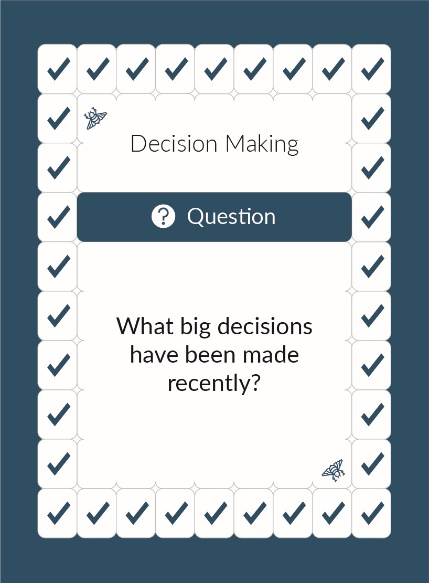 Decision Making
? Question
What big decisions
have been made
recently?